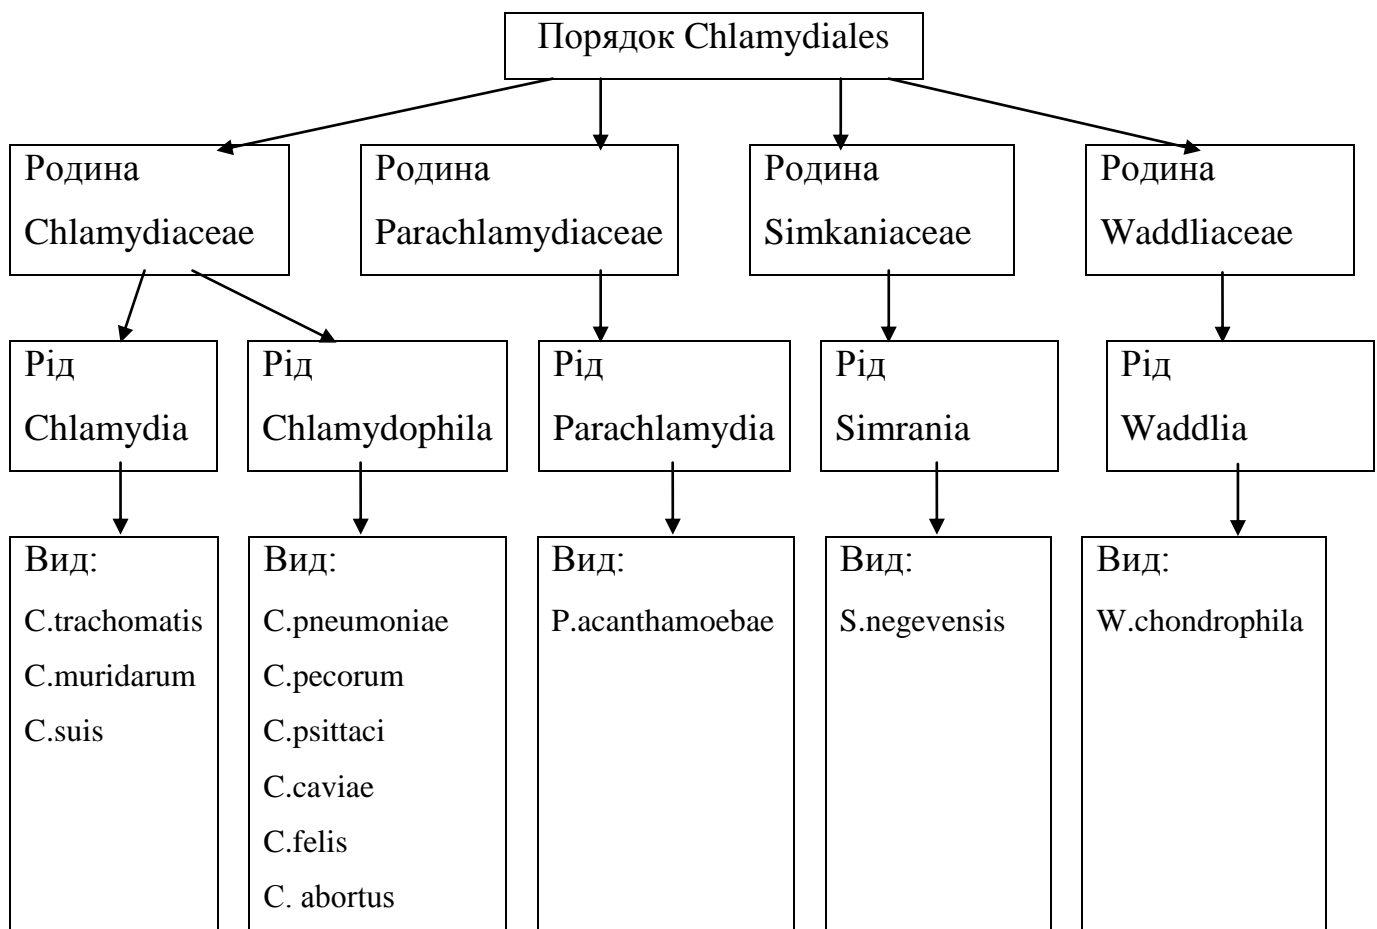 Порядок Chlamydiales
Родина
Chlamydiaceae
Родина
Parachlamydiaceae
Родина
Simkaniaceae
Родина
Waddliaceae
Рід
Chlamydia
Рід
Chlamydophila
Рід
Parachlamydia
Рід
Simrania
Рід
Waddlia
Вид:
C.trachomatis
C.muridarum
C.suis
Вид:
C.pneumoniae
C.pecorum
C.psittaci
C.caviae
C.felis
C. abortus
Вид:
P.acanthamoebae
Вид:
S.negevensis
Вид:
W.chondrophila